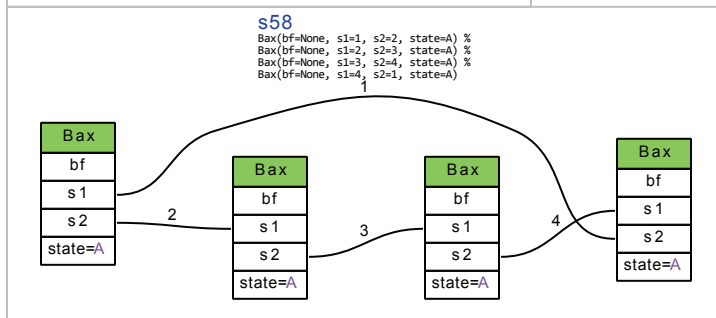 s58
Bax(bf=None, s1=1, s2=2, state=A) %
Bax(bf=None, s1=2, s2=3, state=A) %
Bax(bf=None, s1=3, s2=4, state=A) %
Bax(bf=None, s1=4, s2=1, state=A)
1
Bax
bf
s1
s2
state=A
2
Bax
bf
s1
s2
state=A
3
Bax
bf
s1
s2
state=A
4
Bax
bf
s1
s2
state=A